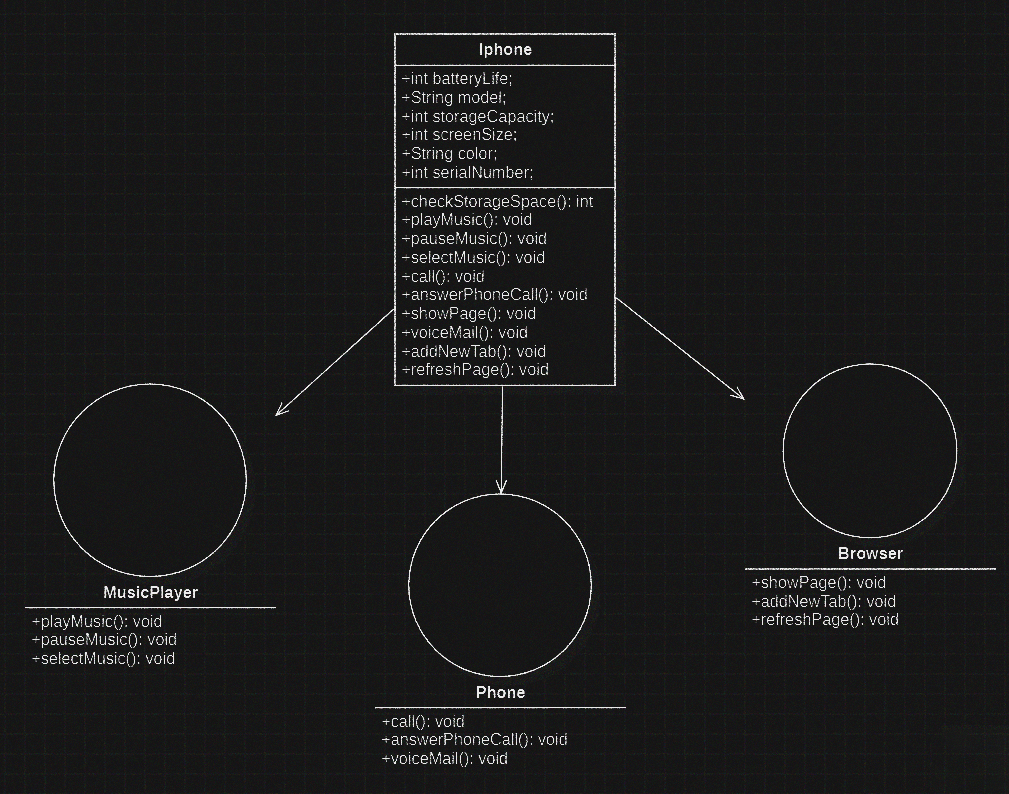 Iphone
+int batteryLife;
+String model;
+int storageCapacity;
+int screenSize;
+String color;
+int serialNumber;
+checkStorageSpace(): int
+playMusic(): void
+pauseMusic(): void
+selectMusic(): void
+call(): void
+answerPhoneCall(): void
+showPage(): void
+voiceMail(): void
+addNewTab(): void
+refreshPage(): void
MusicPlayer
+playMusic(): void
+pauseMusic(): void
+selectMusic(): void
Phone
+call(): void
+answerPhoneCall(): void
+voiceMail(): void
Browser
+showPage(): void
+addNewTab(): void
+refreshPage(): void